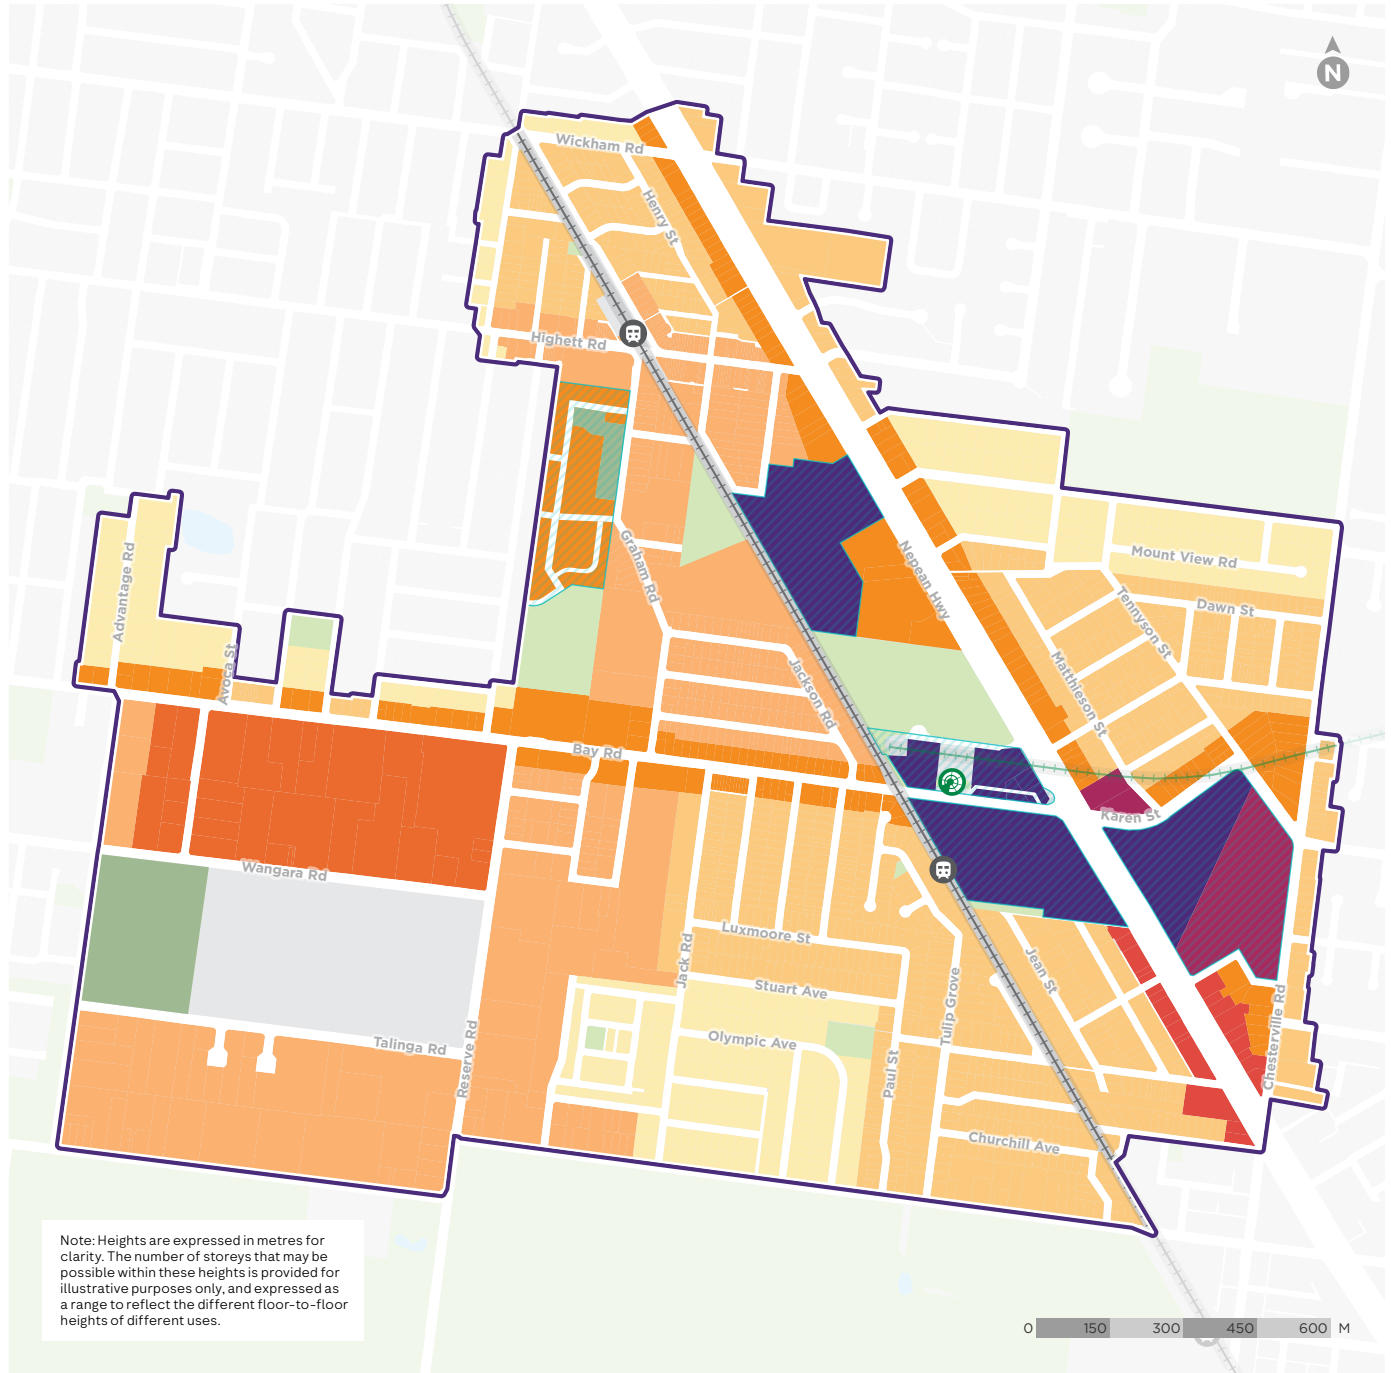 N
Wickham Rd
Henry St
Highett Rd
Graham Rd
Nepean Hwy
Mount View Rd
Dawn St
Tennyson St
Matthieson St
Advantage Rd
Avoca St
Jackson Rd
Bay Rd
Karen St
Wangara Rd
Luxmoore St
Jack Rd
Stuart Ave
Jean St
Tulip Grove
Olympic Ave
Paul St
Chesterville Rd
Talinga Rd
Reserve Rd
Churchill Ave
Note: Heights are expressed in metres for
clarity. The number of storeys that may be
possible within these heights is provided for
illustrative purposes only, and expressed as
a range to reflect the different floor-to-floor
heights of different uses.
0 150 300 450 600 M